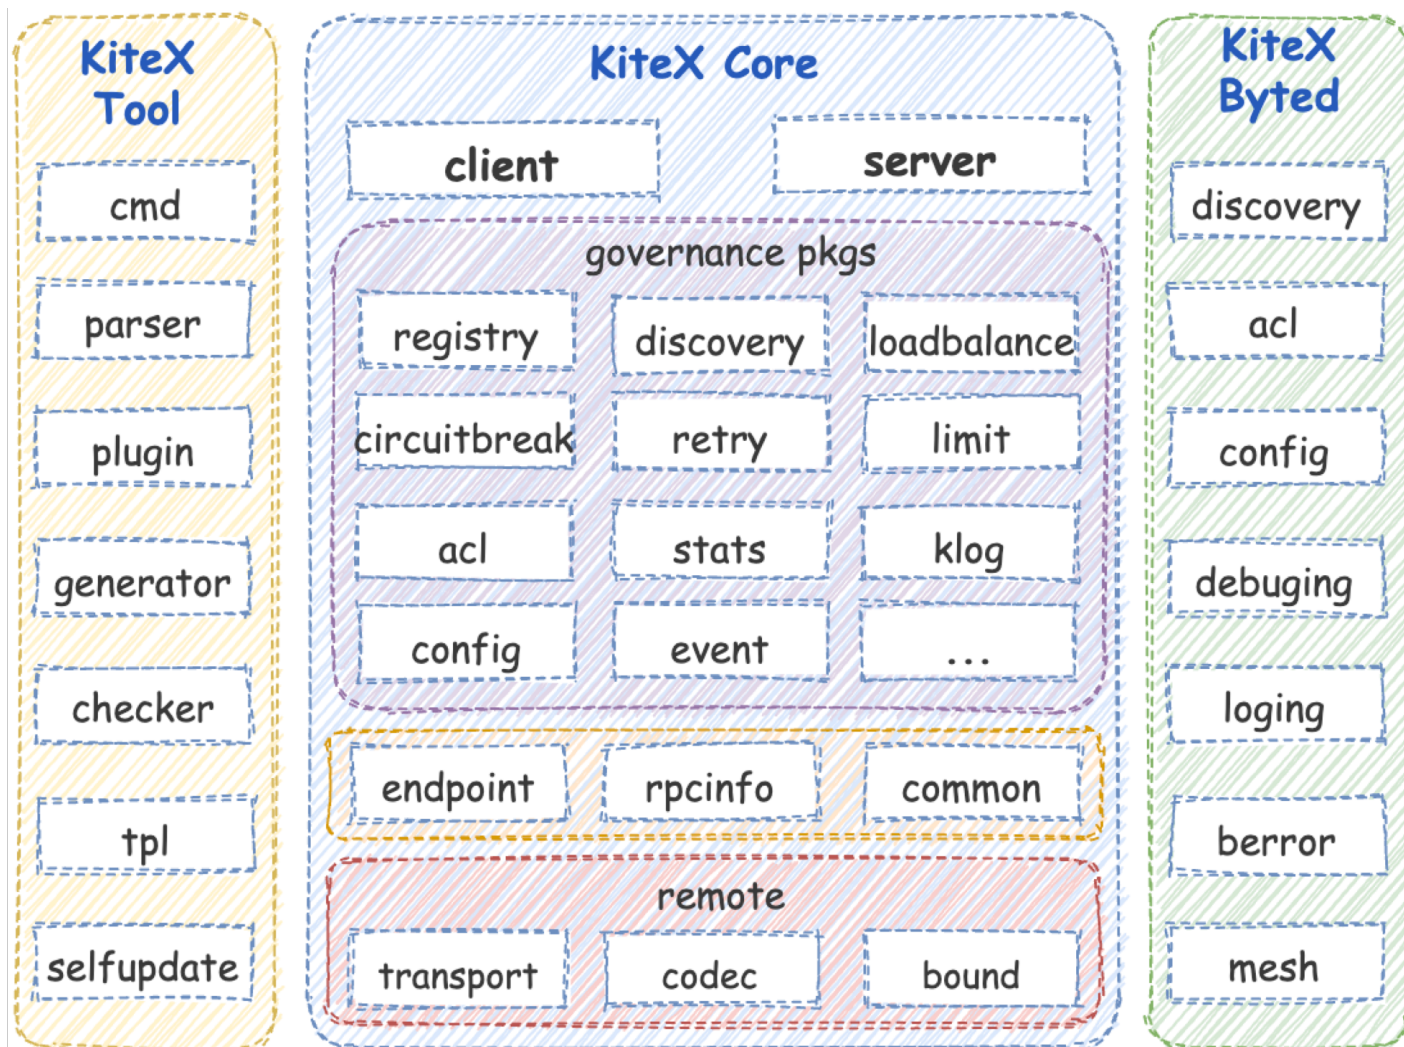 KiteX
Tool
cmd
parser
plugin
generator
checker
tpl
selfupdate
KiteX Core
client
server
governance pkgs
registry
discovery
loadbalance
circuitbreak
retry
limit
acl
stats
klog
config
event
...
endpoint
rpcinfo
common
remote
transport
codec
bound
KiteX
Byted
discovery
acl
config
debuging
loging
berror
mesh